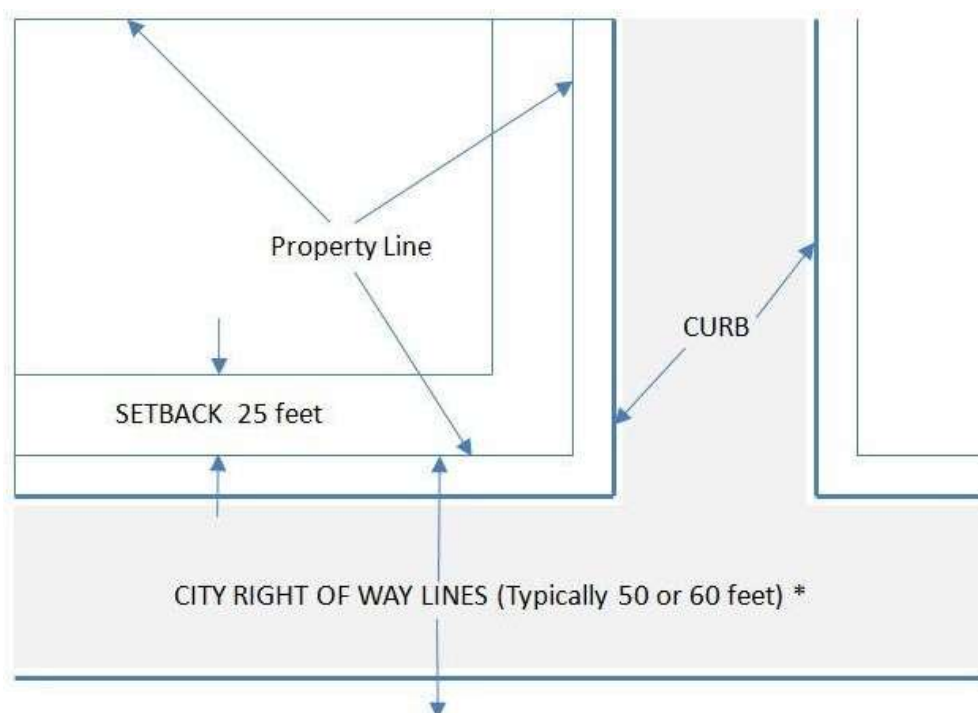 Property Line
CURB
SETBACK 25 feet
CITY RIGHT OF WAY LINES (Typically 50 or 60 feet) *